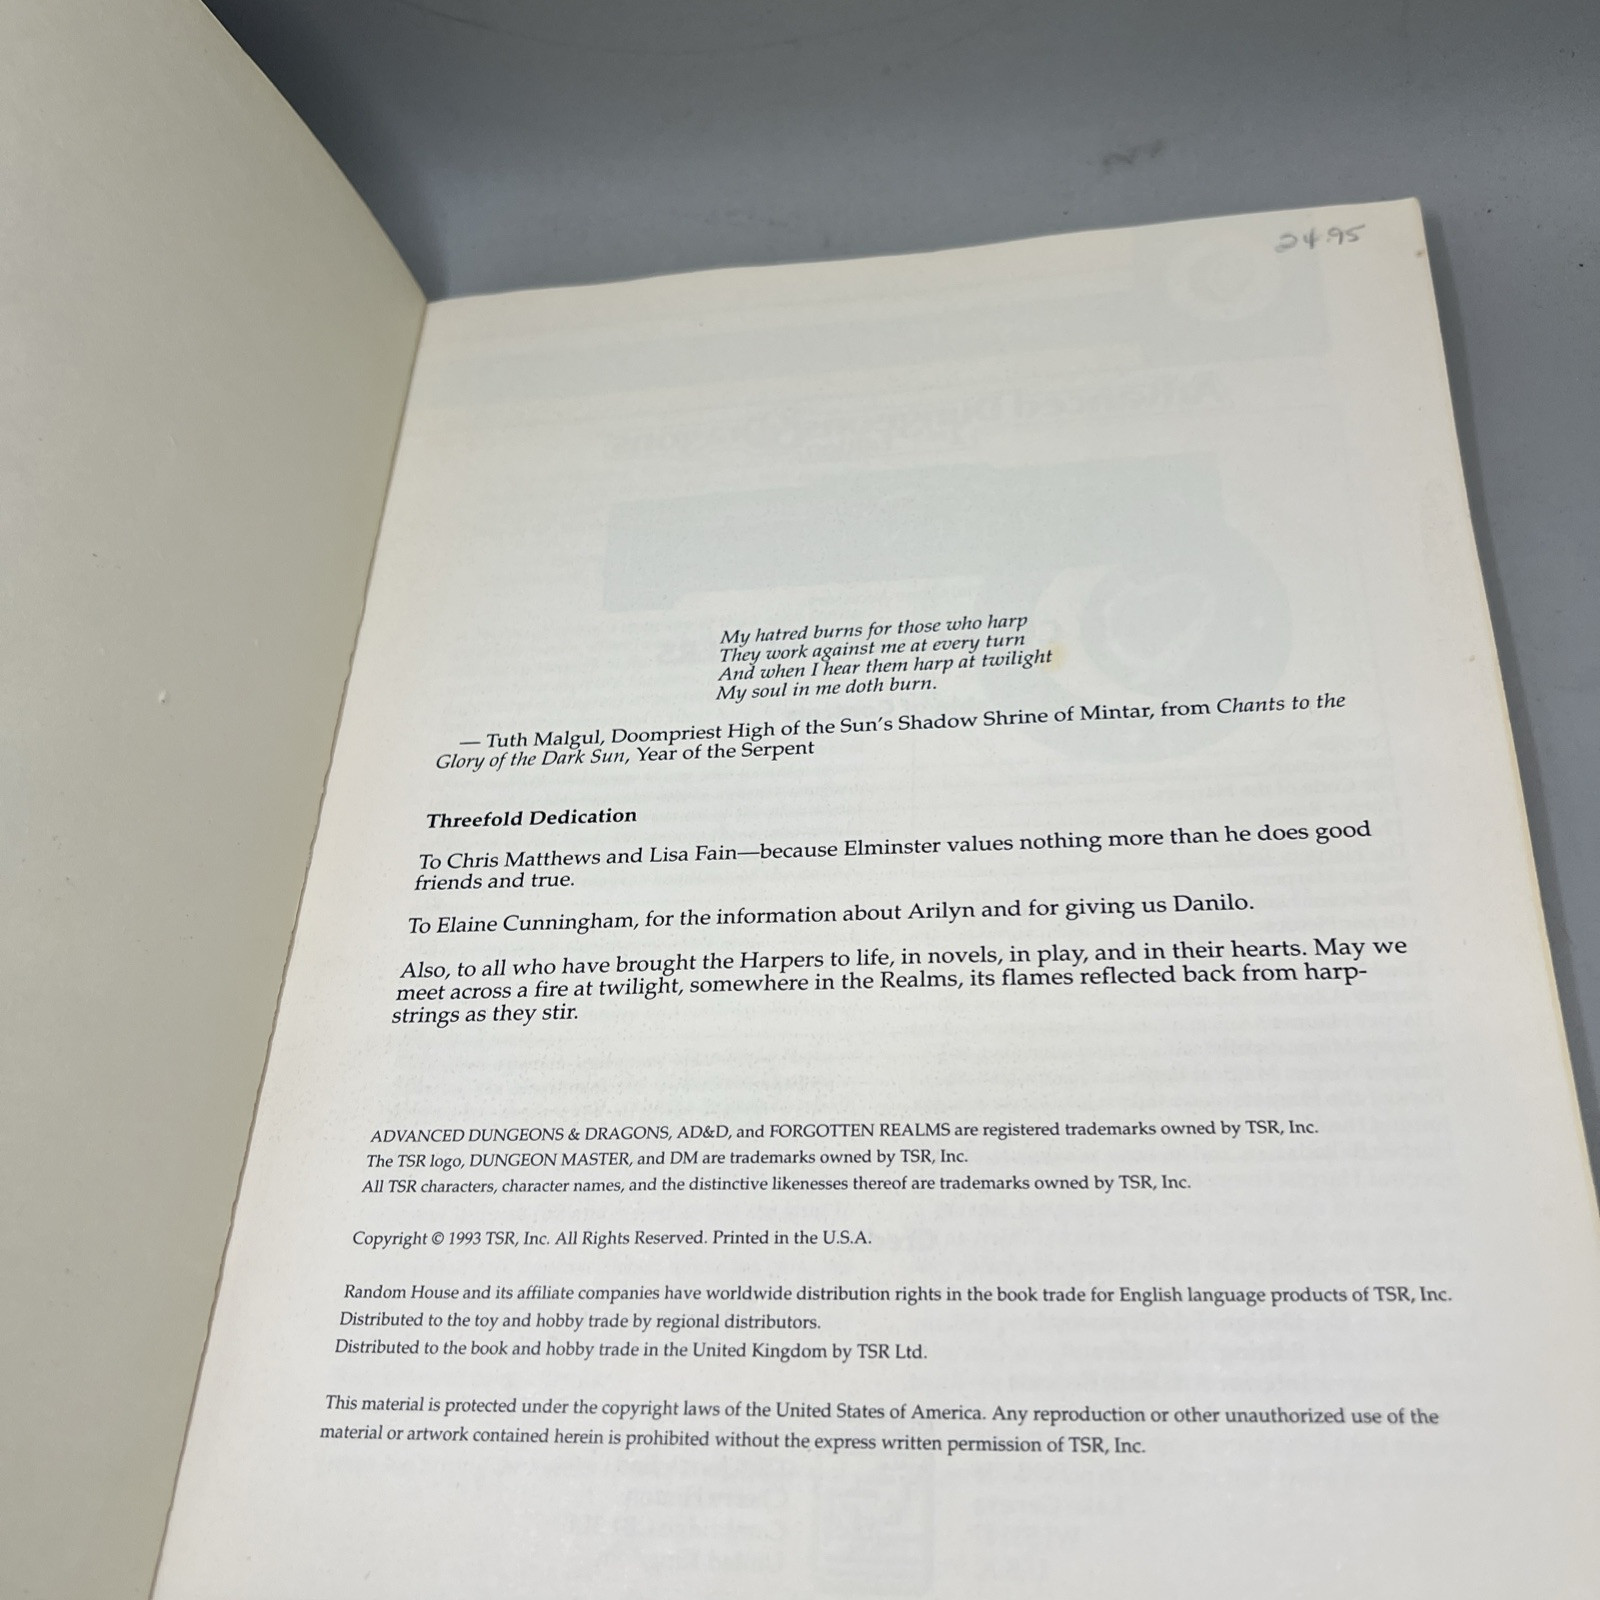 24.95
My hatred burns for those who harp
They work against me at every turn
And when I hear them harp at twilight
My soul in me doth burn.
— Tuth Malgul, Doompriest High of the Sun's Shadow Shrine of Mintar, from Chants to the
Glory of the Dark Sun, Year of the Serpent
Threefold Dedication
To Chris Matthews and Lisa Fain—because Elminster values nothing more than he does good
friends and true.
To Elaine Cunningham, for the information about Arilyn and for giving us Danilo.
Also, to all who have brought the Harpers to life, in novels, in play, and in their hearts. May we
meet across a fire at twilight, somewhere in the Realms, its flames reflected back from harp-
strings as they stir.
ADVANCED DUNGEONS & DRAGONS, AD&D, and FORGOTTEN REALMS are registered trademarks owned by TSR, Inc.
The TSR logo, DUNGEON MASTER, and DM are trademarks owned by TSR, Inc.
All TSR characters, character names, and the distinctive likenesses thereof are trademarks owned by TSR, Inc.
Copyright © 1993 TSR, Inc. All Rights Reserved. Printed in the U.S.A.
Random House and its affiliate companies have worldwide distribution rights in the book trade for English language products of TSR, Inc.
Distributed to the toy and hobby trade by regional distributors.
Distributed to the book and hobby trade in the United Kingdom by TSR Ltd.
This material is protected under the copyright laws of the United States of America. Any reproduction or other unauthorized use of the
material or artwork contained herein is prohibited without the express written permission of TSR, Inc.